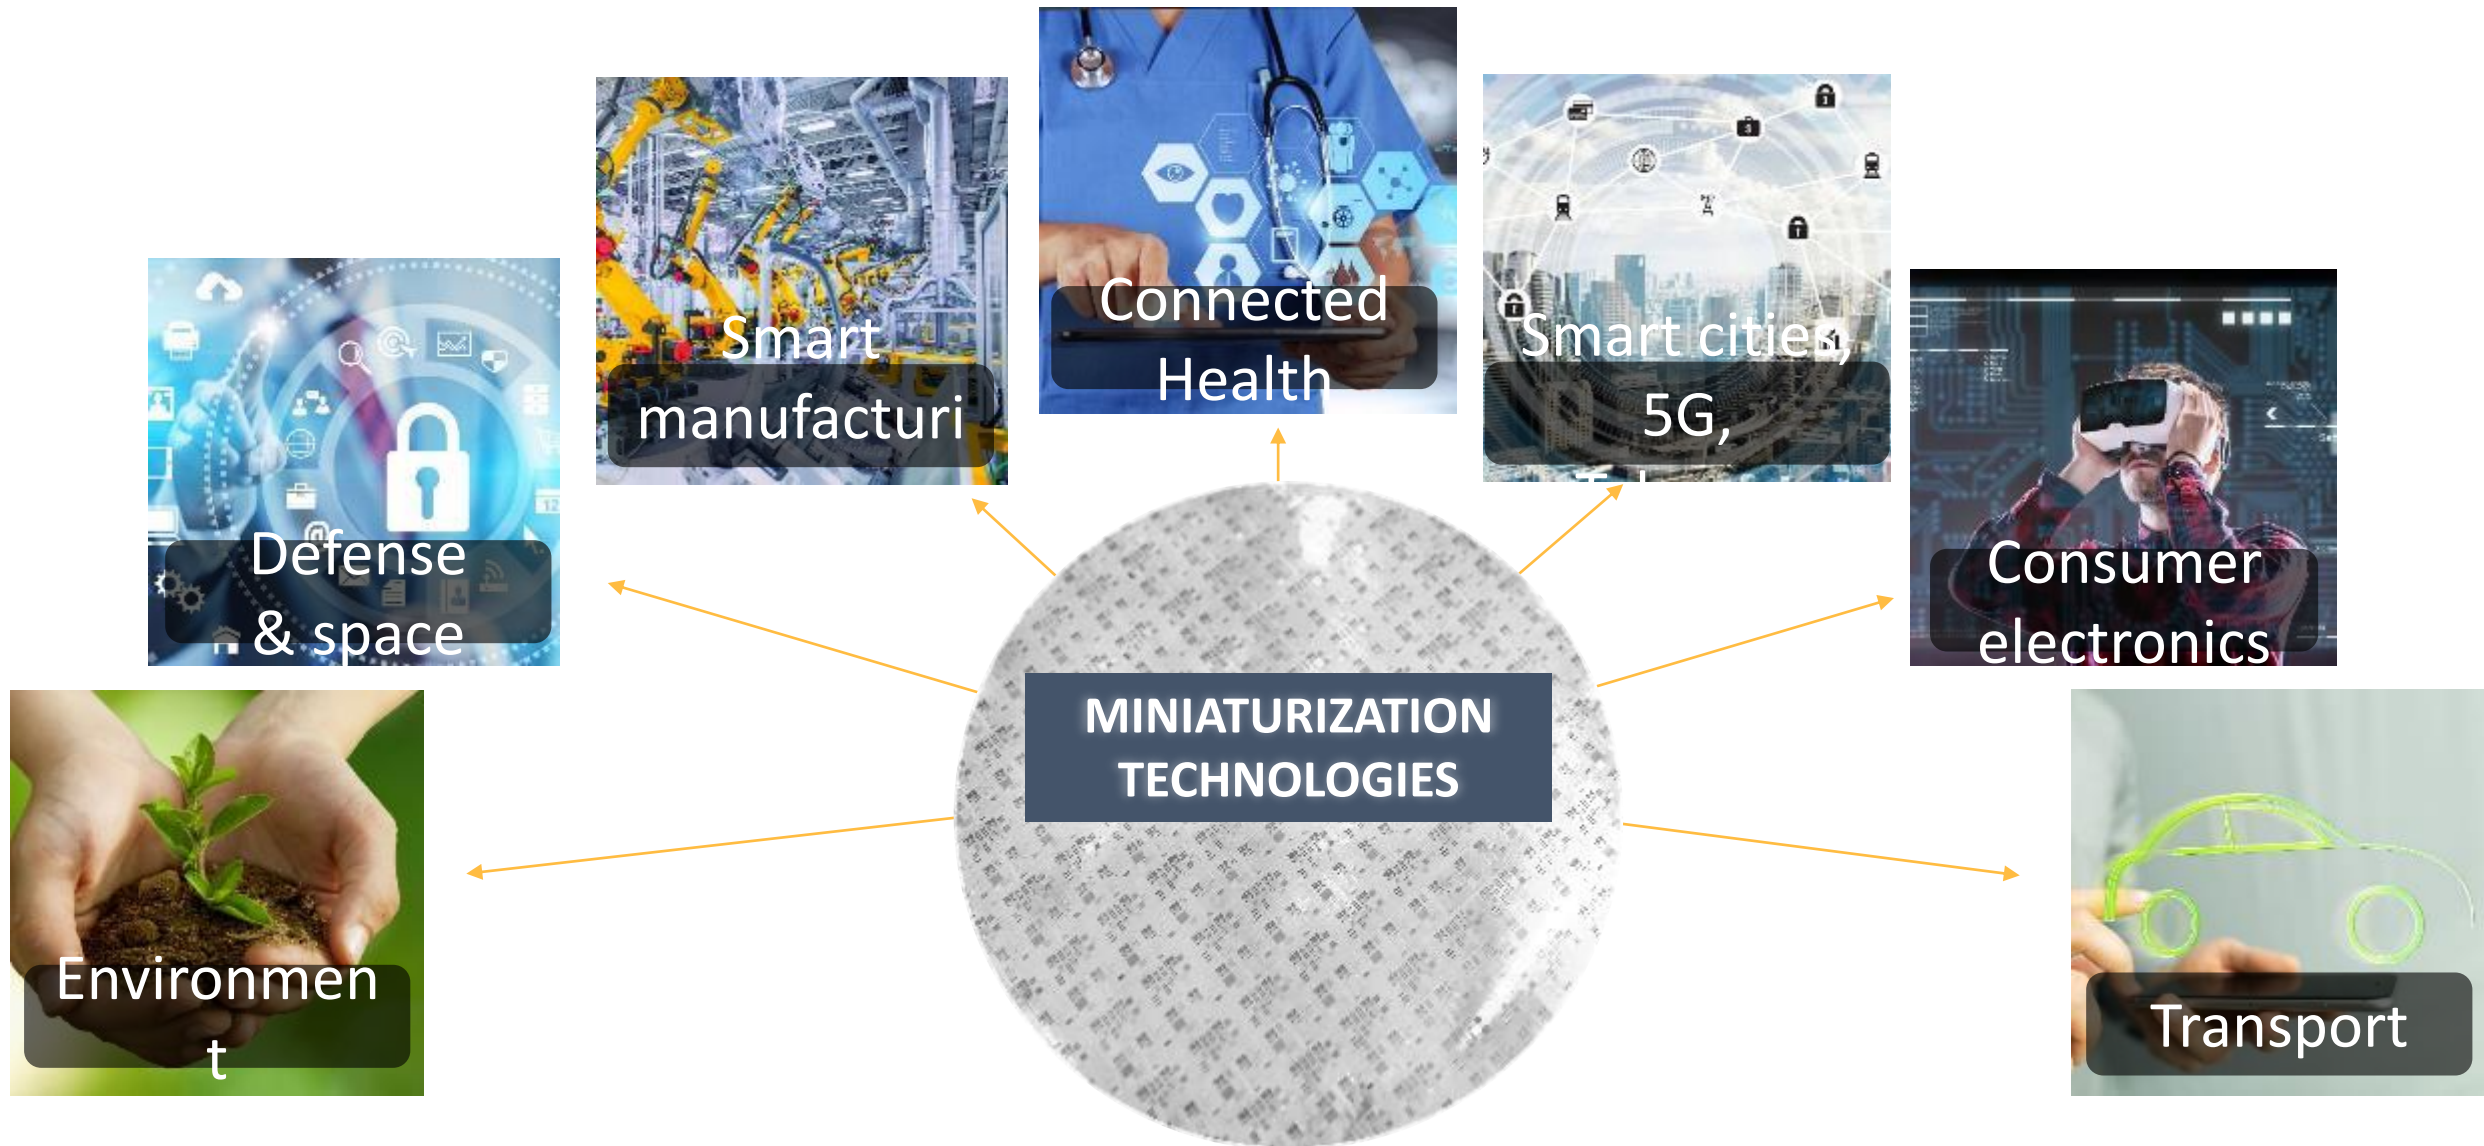 Connected
Health
Smart
manufacturi
Smart cities,
5G,
Defense
& space
Consumer
electronics
MINIATURIZATION
TECHNOLOGIES
Environmen
t
Transport